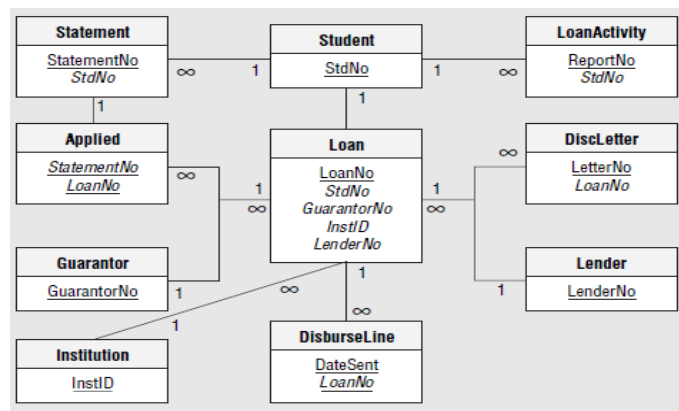 Statement
StatementNo
StdNo
∞
1
Student
StdNo
1
∞
LoanActivity
ReportNo
StdNo
1
1
Applied
StatementNo
LoanNo
∞
1
∞
Loan
LoanNo
StdNo
GuarantorNo
InstID
LenderNo
1
∞
∞
DiscLetter
LetterNo
LoanNo
Guarantor
GuarantorNo
1
∞
1
1
Lender
LenderNo
1
∞
Institution
InstID
DisburseLine
DateSent
LoanNo